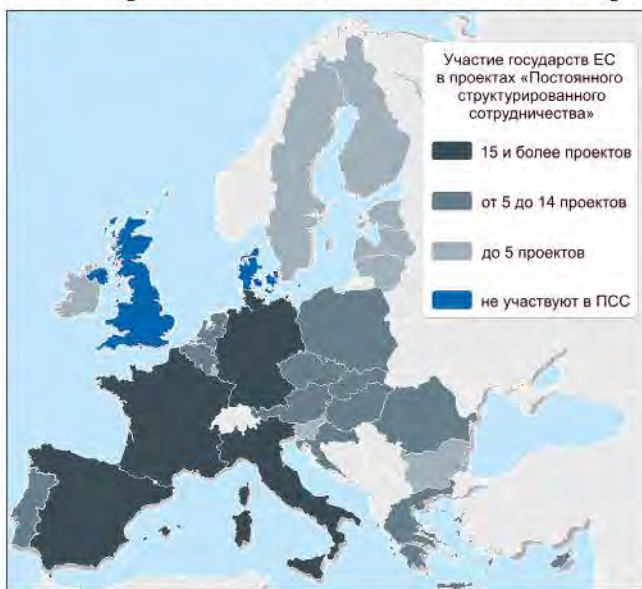 Участие государств ЕС
в проектах «Постоянного
структурированного
сотрудничества»
15 и более проектов
от 5 до 14 проектов
до 5 проектов
не участвуют в ПСС